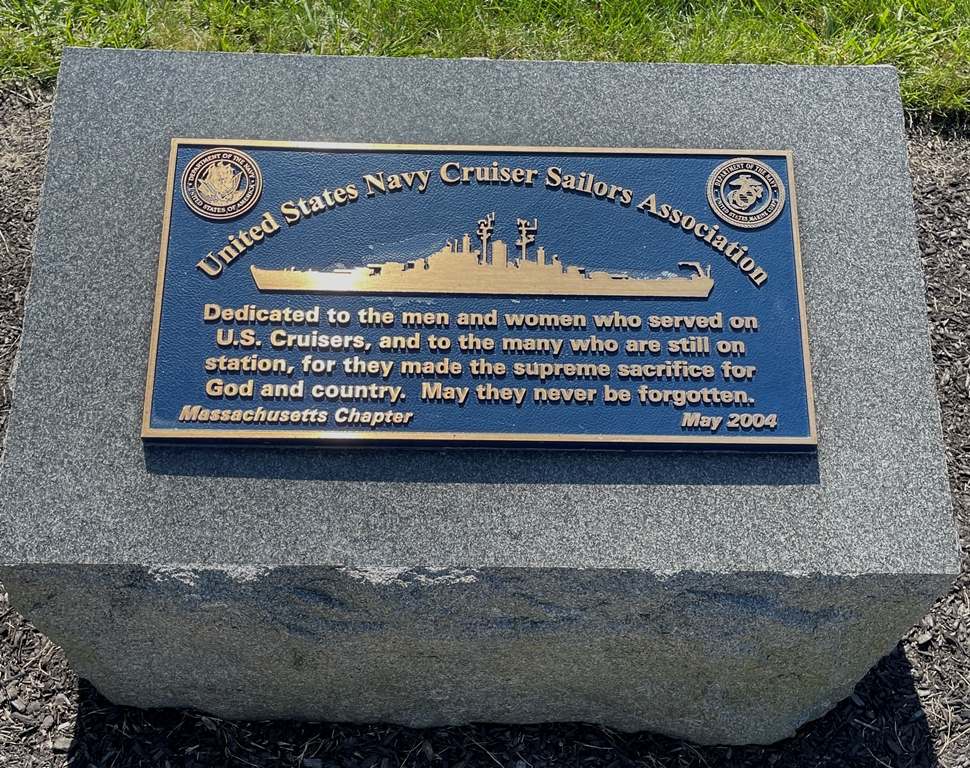 DEPARTMENT OF THE NAVY
UNITED STATES OF AMERICA
DEPARTMENT OF THE NAVY
UNITED STATES MARINE CORPS
United States Navy Cruiser Sailors Association
Dedicated to the men and women who served on
U.S. Cruisers, and to the many who are still on
station, for they made the supreme sacrifice for
God and country. May they never be forgotten.
Massachusetts Chapter
May 2004